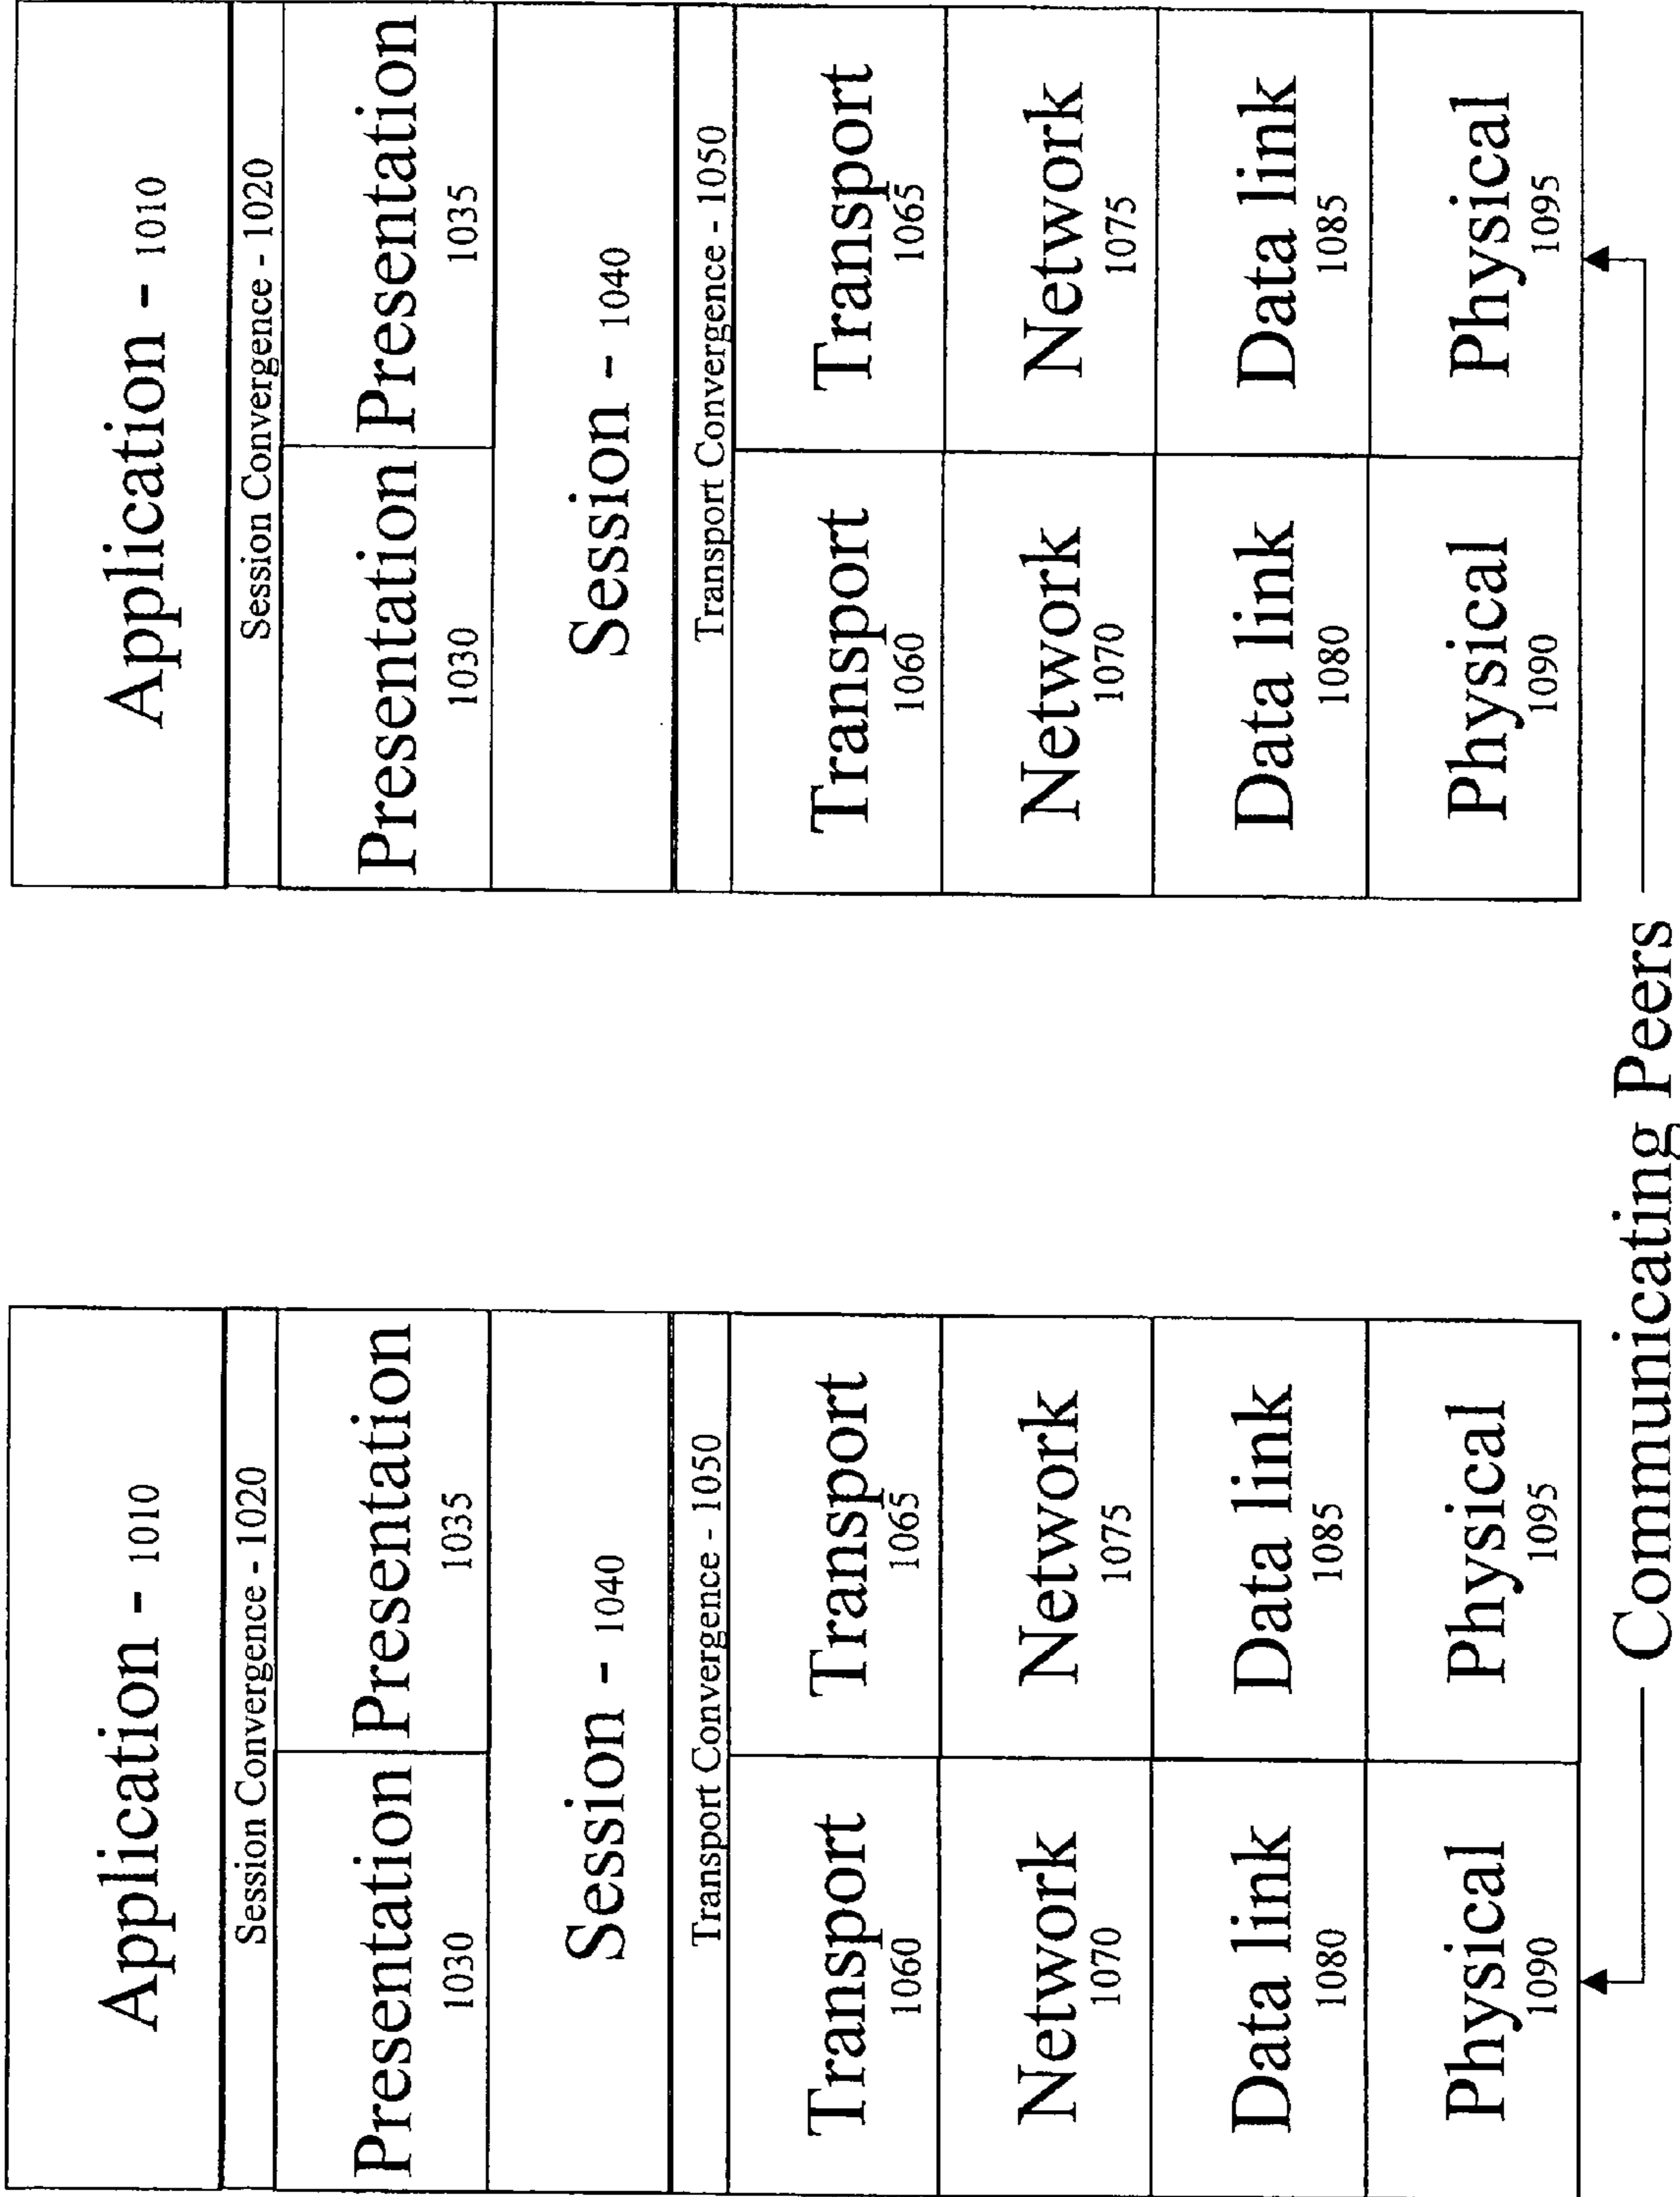 Application - 1010
Session Convergence - 1020
Presentation
1030
Presentation
1035
Session - 1040
Transport Convergence - 1050
Transport
1060
Transport
1065
Network
1070
Network
1075
Data link
1080
Data link
1085
Physical
1090
Physical
1095
Application - 1010
Session Convergence - 1020
Presentation
1030
Presentation
1035
Session - 1040
Transport Convergence - 1050
Transport
1060
Transport
1065
Network
1070
Network
1075
Data link
1080
Data link
1085
Physical
1090
Physical
1095
Communicating Peers